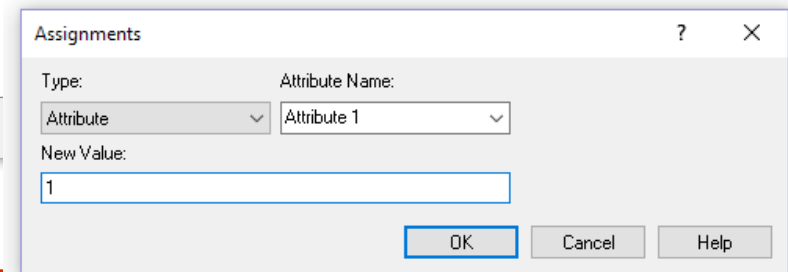 Assignments ?
Type: Attribute Name:
Attribute Attribute 1
New Value:
1
OK Cancel Help